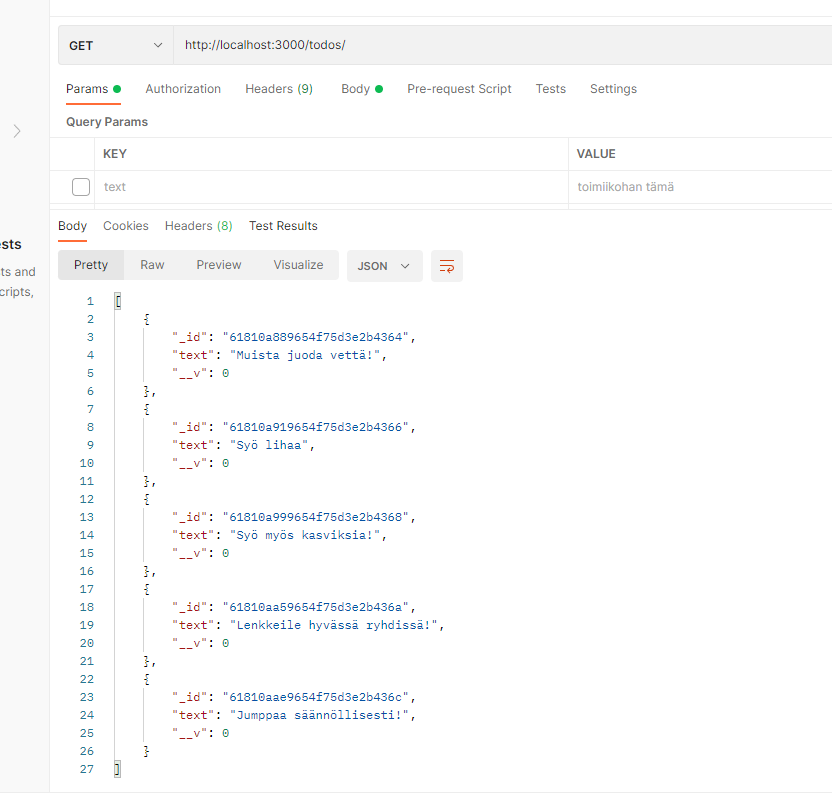 GET http://localhost:3000/todos/
Params Authorization Headers (9) Body Pre-request Script Tests Settings
Query Params
KEY VALUE
text toimiikohan tämä
Body Cookies Headers (8) Test Results
ests
ts and
cripts,
Pretty Raw Preview Visualize JSON
1 [
2 {
3 "_id": "61810a889654f75d3e2b4364",
4 "text": "Muista juoda vettä!",
5 "__v": 0
6 },
7 {
8 "_id": "61810a919654f75d3e2b4366",
9 "text": "Syö lihaa",
10 "__v": 0
11 },
12 {
13 "_id": "61810a999654f75d3e2b4368",
14 "text": "Syö myös kasviksia!",
15 "__v": 0
16 },
17 {
18 "_id": "61810aa59654f75d3e2b436a",
19 "text": "Lenkkeile hyvässä ryhdissä!",
20 "__v": 0
21 },
22 {
23 "_id": "61810aae9654f75d3e2b436c",
24 "text": "Jumppaa säännöllisesti!",
25 "__v": 0
26 }
27 ]